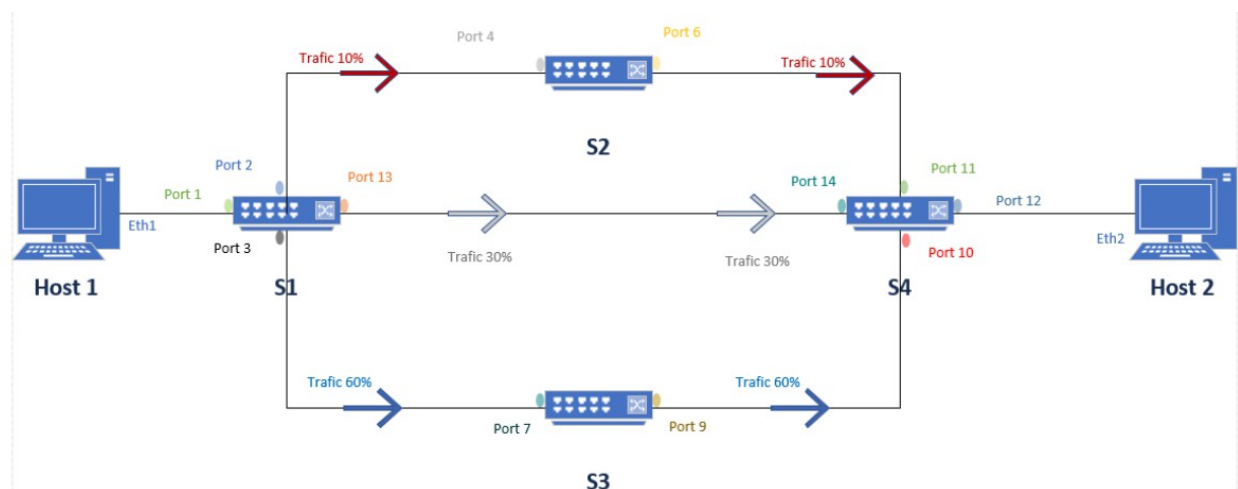 Port 4
Port 6
Trafic 10%
Trafic 10%
S2
Port 2
Port 13
Port 14
Port 11
Port 1
Port 12
Eth1
Eth2
Port 3
Trafic 30%
Trafic 30%
Port 10
Host 1
S1
S4
Host 2
Trafic 60%
Trafic 60%
Port 7
Port 9
S3